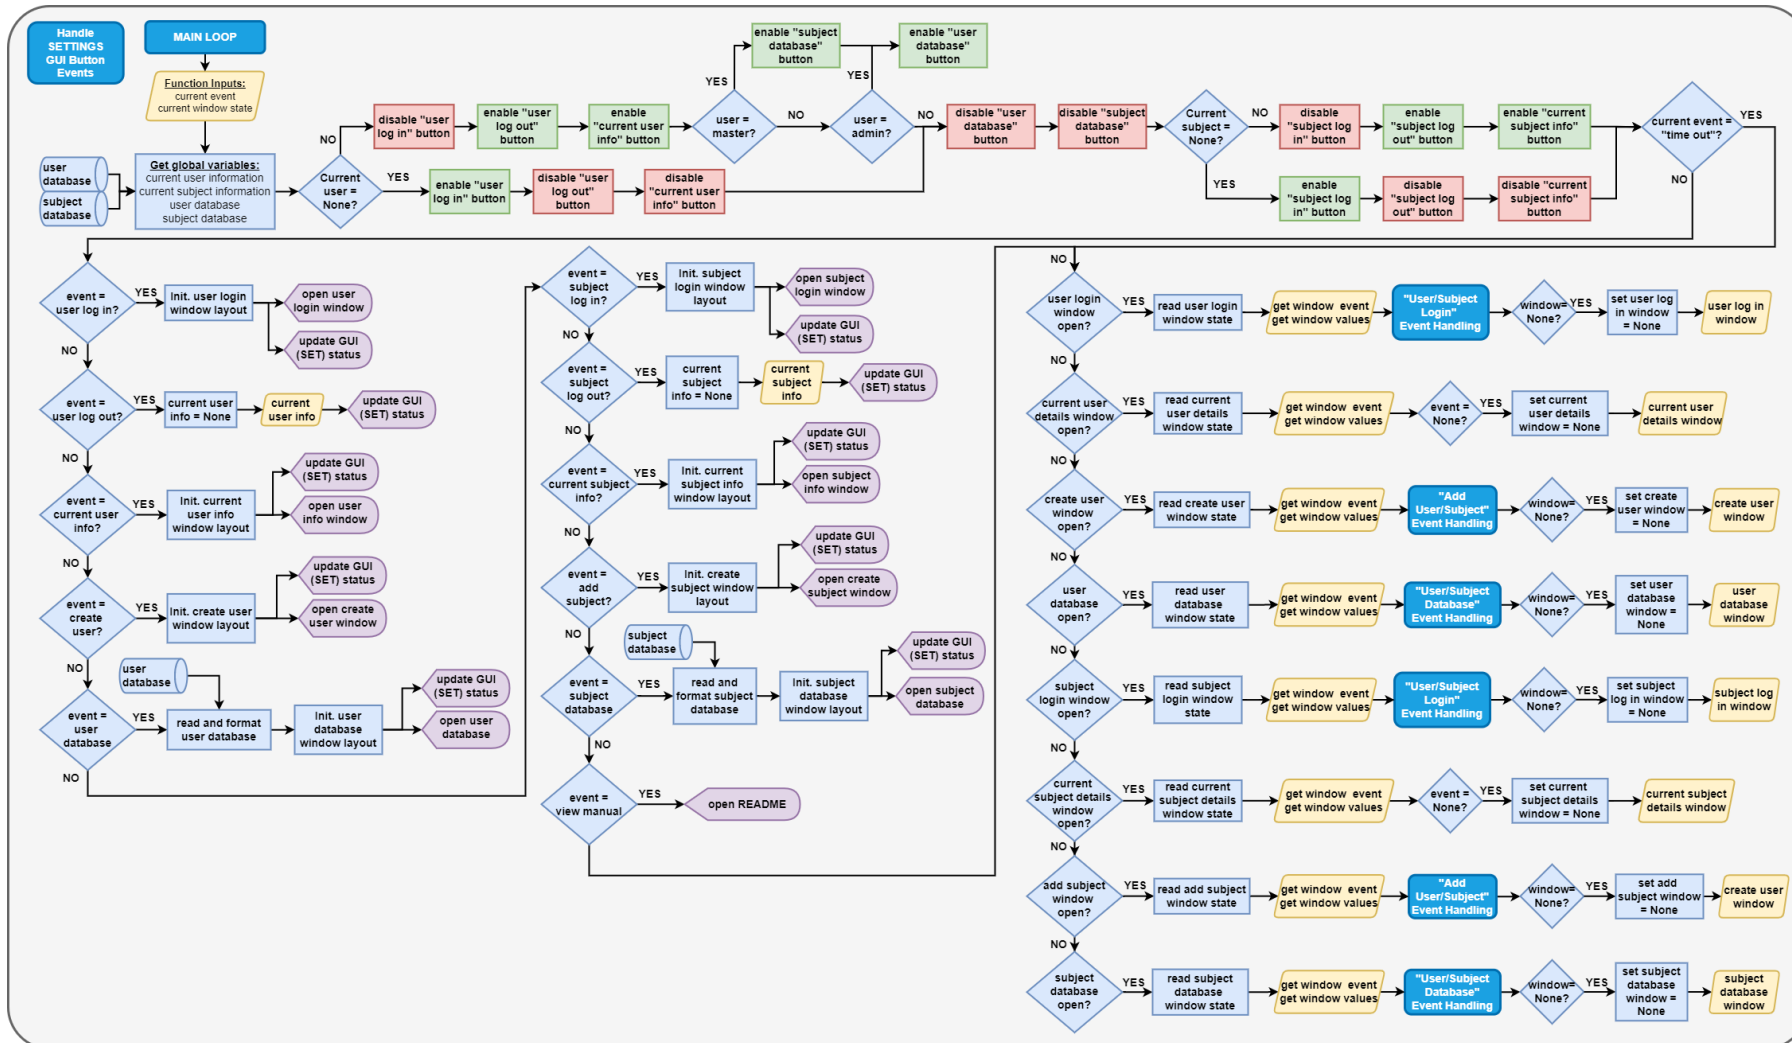 Handle
SETTINGS
GUI Button
Events
MAIN LOOP
Function Inputs:
current event
current window state
user
database
subject
database
Get global variables:
current user information
current subject information
user database
subject database
Current
user =
None?
NO
YES
disable "user
log in" button
enable "user
log out"
button
enable
"current user
info" button
enable "user
log in" button
disable "user
log out"
button
disable
"current user
info" button
user =
master?
YES
NO
enable "subject
database"
button
user =
admin?
YES
NO
enable "user
database"
button
disable "user
database"
button
disable "subject
database"
button
Current
subject =
None?
NO
YES
disable
"subject log
in" button
enable
"subject log
out" button
enable "current
subject info"
button
enable
"subject log
in" button
disable
"subject log
out" button
disable "current
subject info"
button
current event =
"time out"?
YES
NO
event =
user log in?
YES
Init. user login
window layout
open user
login window
update GUI
(SET) status
NO
event =
user log out?
YES
current user
info = None
current
user info
update GUI
(SET) status
NO
event =
current user
info?
YES
Init. current
user info
window layout
update GUI
(SET) status
open user
info window
NO
event =
create
user?
YES
Init. create user
window layout
update GUI
(SET) status
open create
user window
NO
event =
user
database
YES
user
database
read and format
user database
Init. user
database
window layout
update GUI
(SET) status
open user
database
NO
event =
subject
log in?
YES
Init. subject
login window
layout
open subject
login window
update GUI
(SET) status
NO
event =
subject
log out?
YES
current
subject
info = None
current
subject
info
update GUI
(SET) status
NO
event =
current subject
info?
YES
Init. current
subject info
window layout
update GUI
(SET) status
open subject
info window
NO
event =
add
subject?
YES
Init. create
subject window
layout
update GUI
(SET) status
open create
subject window
NO
event =
subject
database
YES
subject
database
read and
format subject
database
Init. subject
database
window layout
update GUI
(SET) status
open subject
database
NO
event =
view manual
YES
open README
NO
user login
window
open?
YES
read user login
window state
get window event
get window values
"User/Subject
Login"
Event Handling
window=
None?
YES
set user log
in window
= None
user log in
window
NO
current user
details window
open?
YES
read current
user details
window state
get window event
get window values
event =
None?
YES
set current
user details
window = None
current user
details window
NO
create user
window
open?
YES
read create user
window state
get window event
get window values
"Add
User/Subject"
Event Handling
window=
None?
YES
set create
user window
= None
create user
window
NO
user
database
open?
YES
read user
database
window state
get window event
get window values
"User/Subject
Database"
Event Handling
window=
None?
YES
set user
database
window =
None
user
database
window
NO
subject
login window
open?
YES
read subject
login window
state
get window event
get window values
"User/Subject
Login"
Event Handling
window=
None?
YES
set subject
log in window
= None
subject log
in window
NO
current
subject details
window
open?
YES
read current
subject details
window state
get window event
get window values
event =
None?
YES
set current
subject details
window = None
current subject
details window
NO
add subject
window
open?
YES
read add subject
window state
get window event
get window values
"Add
User/Subject"
Event Handling
window=
None?
YES
set add
subject window
= None
create user
window
NO
subject
database
open?
YES
read subject
database
window state
get window event
get window values
"User/Subject
Database"
Event Handling
window=
None?
YES
set subject
database
window =
None
subject
database
window